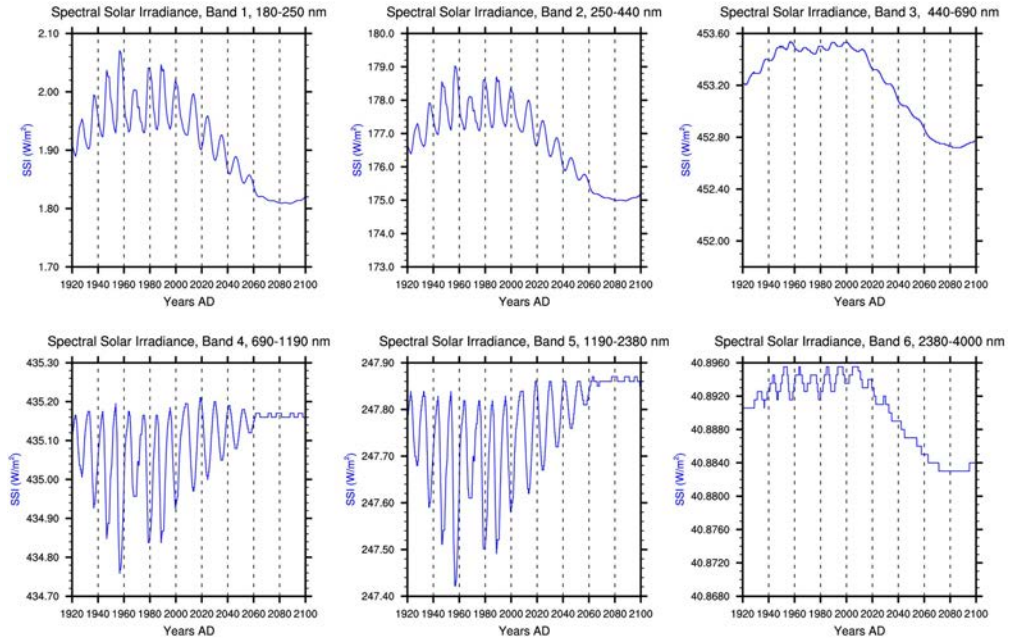 Spectral Solar Irradiance, Band 1, 180-250 nm
2.10
2.00
1.90
1.80
1.70
SSI (W/m²)
1920 1940 1960 1980 2000 2020 2040 2060 2080 2100
Years AD
Spectral Solar Irradiance, Band 2, 250-440 nm
180.0
179.0
178.0
177.0
176.0
175.0
174.0
173.0
SSI (W/m²)
1920 1940 1960 1980 2000 2020 2040 2060 2080 2100
Years AD
Spectral Solar Irradiance, Band 3, 440-690 nm
453.60
453.20
452.80
452.40
452.00
SSI (W/m²)
1920 1940 1960 1980 2000 2020 2040 2060 2080 2100
Years AD
Spectral Solar Irradiance, Band 4, 690-1190 nm
435.30
435.20
435.10
435.00
434.90
434.80
434.70
SSI (W/m²)
1920 1940 1960 1980 2000 2020 2040 2060 2080 2100
Years AD
Spectral Solar Irradiance, Band 5, 1190-2380 nm
247.90
247.80
247.70
247.60
247.50
247.40
SSI (W/m²)
1920 1940 1960 1980 2000 2020 2040 2060 2080 2100
Years AD
Spectral Solar Irradiance, Band 6, 2380-4000 nm
40.8960
40.8920
40.8880
40.8840
40.8800
40.8760
40.8720
40.8680
SSI (W/m²)
1920 1940 1960 1980 2000 2020 2040 2060 2080 2100
Years AD